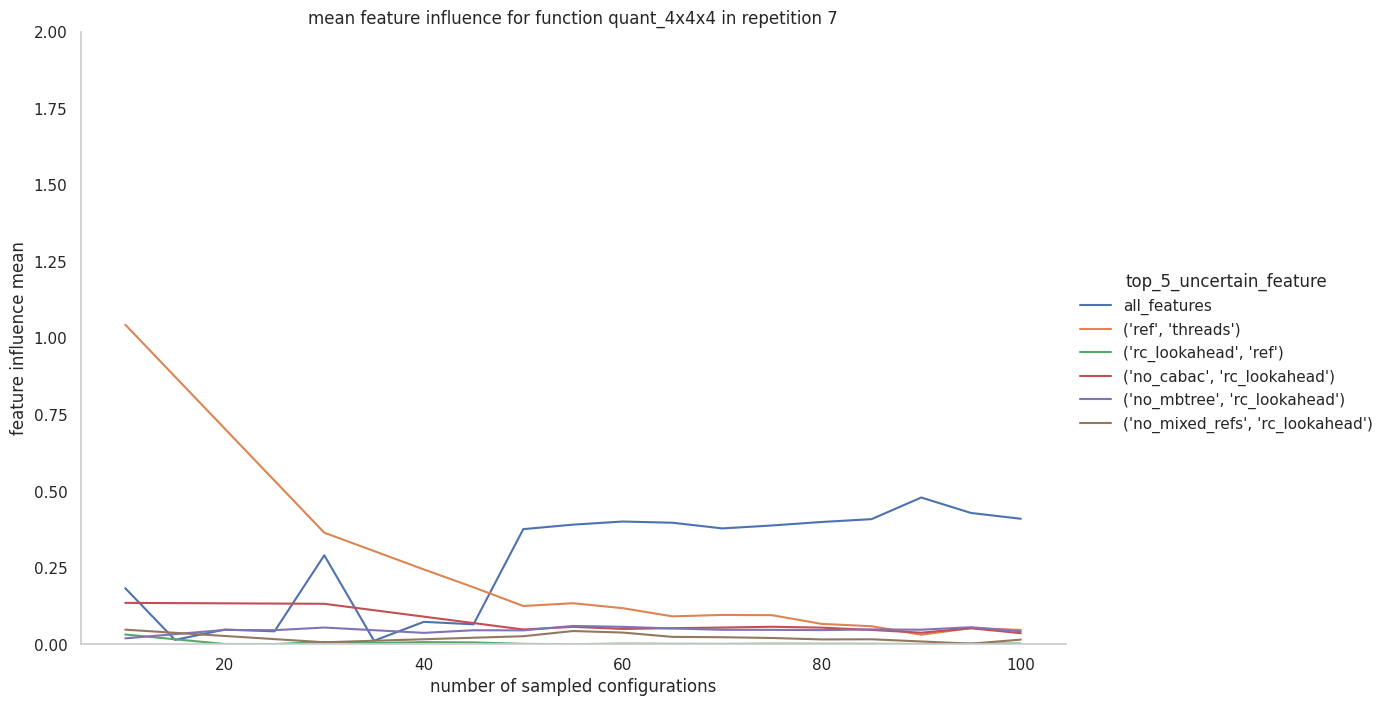 mean feature influence for function quant_4x4x4 in repetition 7
2.00
1.75
1.50
1.25
1.00
0.75
0.50
0.25
0.00
feature influence mean
20
40
60
80
100
number of sampled configurations
top_5_uncertain_feature
all_features
('ref', 'threads')
('rc_lookahead', 'ref')
('no_cabac', 'rc_lookahead')
('no_mbtree', 'rc_lookahead')
('no_mixed_refs', 'rc_lookahead')